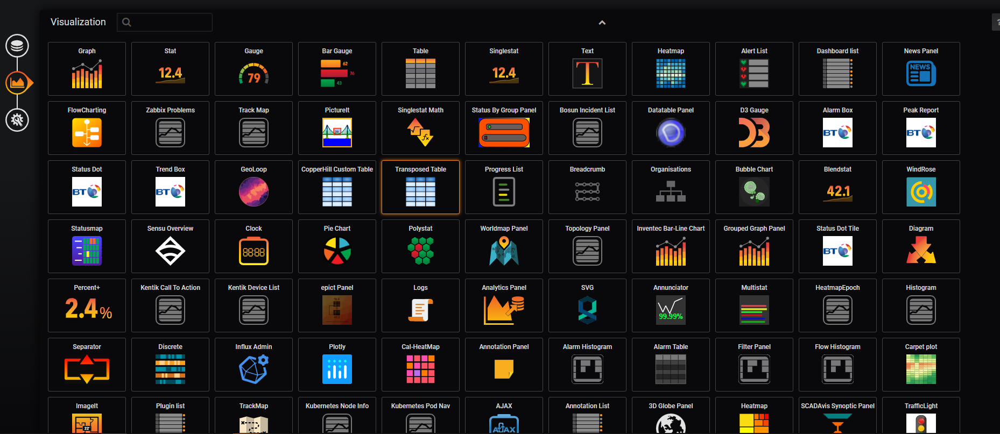 Visualization
?
Graph
Stat
Gauge
Bar Gauge
Table
Singlestat
Text
Heatmap
Alert List
Dashboard list
News Panel
12.4
79
62
76
43
12.4
T
NEWS
FlowCharting
Zabbix Problems
Track Map
PictureIt
Singlestat Math
Status By Group Panel
Bosun Incident List
Datatable Panel
D3 Gauge
Alarm Box
Peak Report
20
√
fx
D3
BT
BT
Status Dot
Trend Box
GeoLoop
CopperHill Custom Table
Transposed Table
Progress List
Breadcrumb
Organisations
Bubble Chart
Blendstat
WindRose
BT
BT
42.1
Statusmap
Sensu Overview
Clock
Pie Chart
Polystat
Worldmap Panel
Topology Panel
Inventec Bar-Line Chart
Grouped Graph Panel
Status Dot Tile
Diagram
88:88
BT
Percent+
Kentik Call To Action
Kentik Device List
epict Panel
Logs
Analytics Panel
SVG
Annunciator
Multistat
HeatmapEpoch
Histogram
2.4%
99.99%
Separator
Discrete
Influx Admin
Plotly
Cal-HeatMap
Annotation Panel
Alarm Histogram
Alarm Table
Filter Panel
Flow Histogram
Carpet plot
ImageIt
Plugin list
TrackMap
Kubernetes Node Info
Kubernetes Pod Nav
AJAX
Annotation List
3D Globe Panel
Heatmap
SCADAvis Synoptic Panel
TrafficLight
22
AJAX